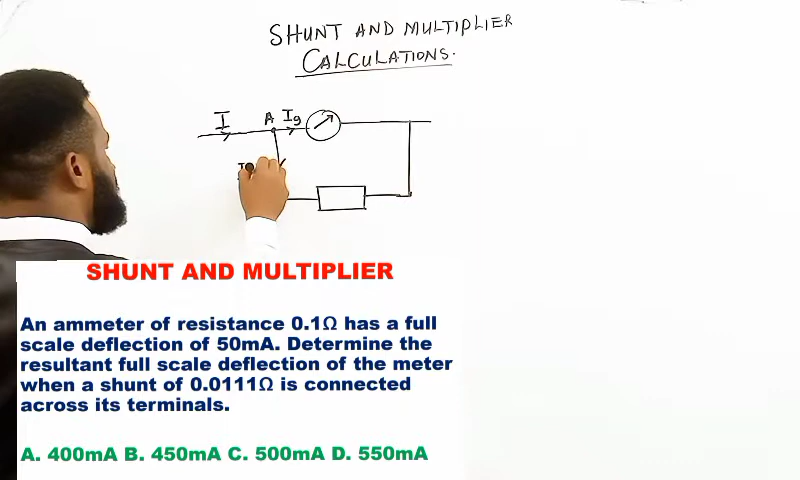 SHUNT AND MULTIPLIER
CALCULATIONS.
I
A Ig
SHUNT AND MULTIPLIER
An ammeter of resistance 0.1Ω has a full
scale deflection of 50mA. Determine the
resultant full scale deflection of the meter
when a shunt of 0.0111Ω is connected
across its terminals.
A. 400mA B. 450mA C. 500mA D. 550mA